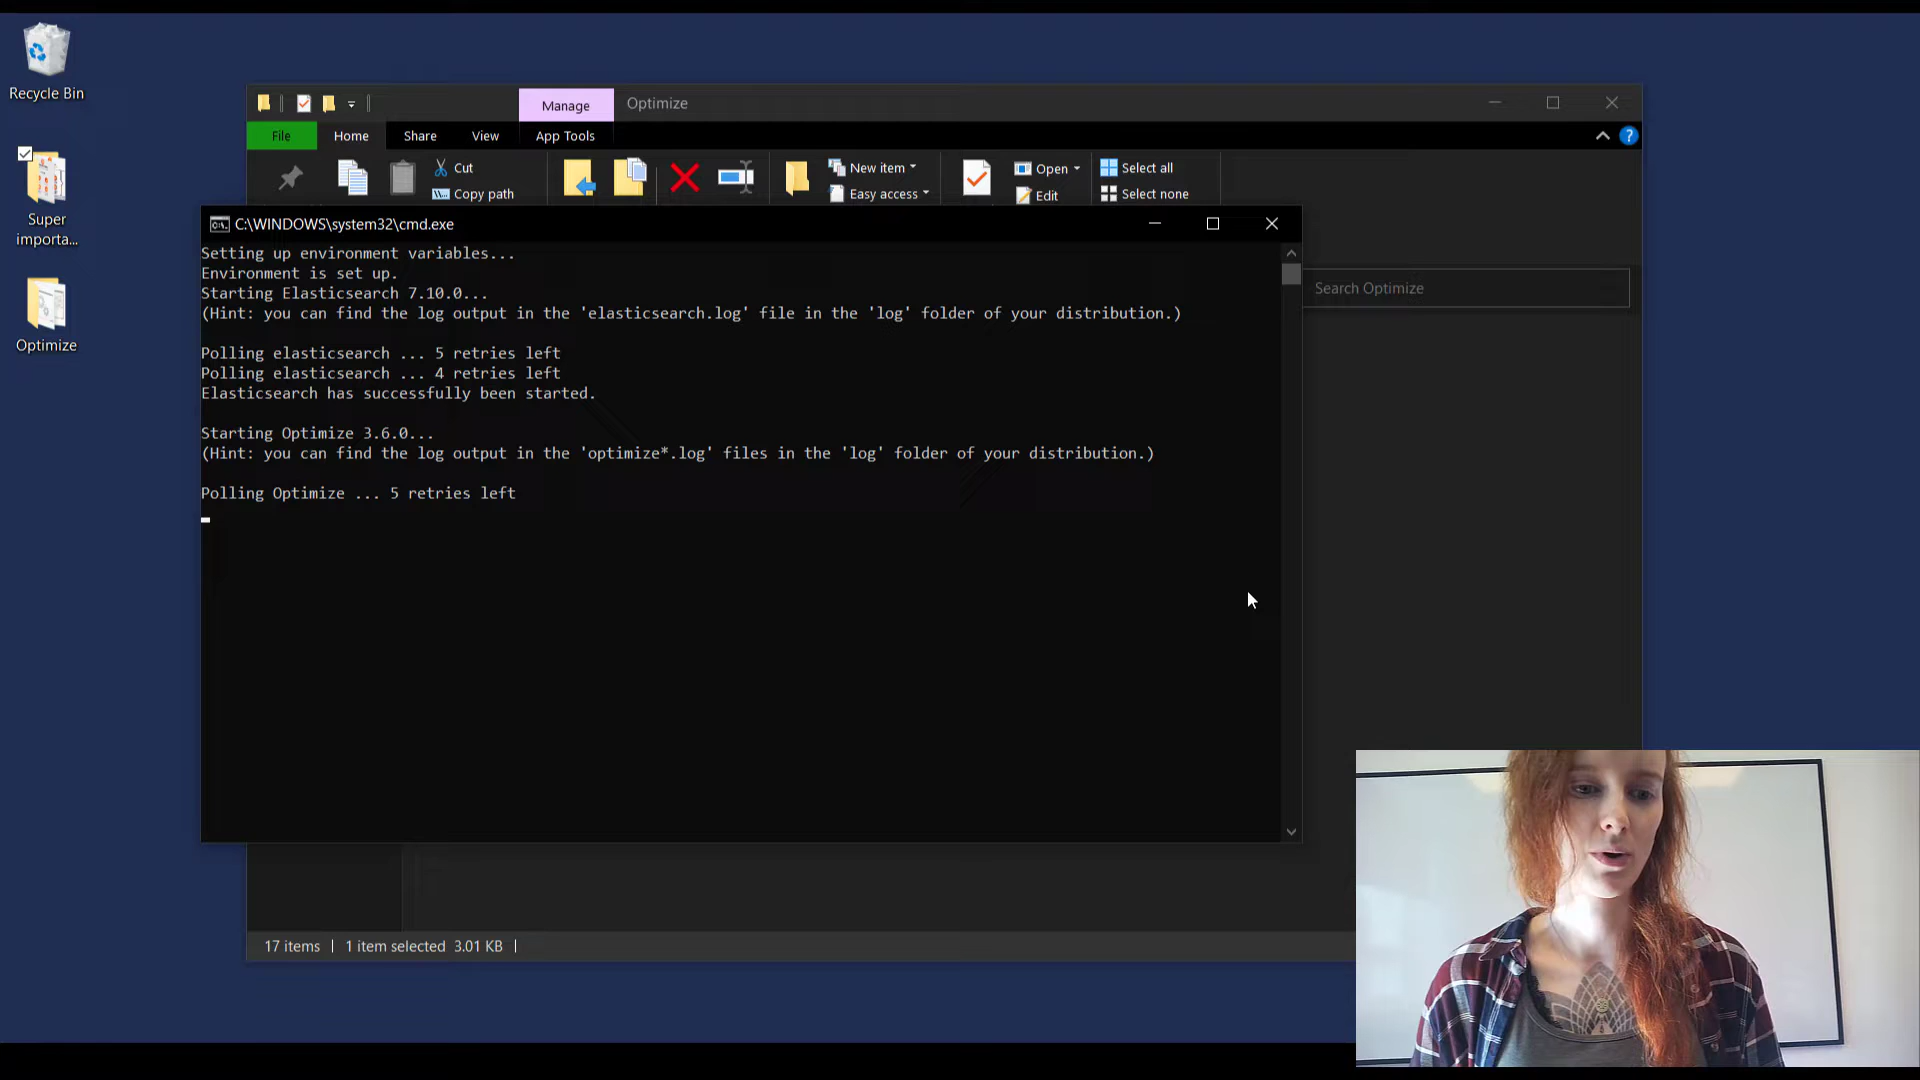 Recycle Bin
Super
importa...
Optimize
Manage
Optimize
File
Home
Share
View
App Tools
Cut
Copy path
New item
Easy access
Open
Edit
Select all
Select none
C:\WINDOWS\system32\cmd.exe
Search Optimize
Setting up environment variables...
Environment is set up.
Starting Elasticsearch 7.10.0...
(Hint: you can find the log output in the 'elasticsearch.log' file in the 'log' folder of your distribution.)
Polling elasticsearch ... 5 retries left
Polling elasticsearch ... 4 retries left
Elasticsearch has successfully been started.
Starting Optimize 3.6.0...
(Hint: you can find the log output in the 'optimize*.log' files in the 'log' folder of your distribution.)
Polling Optimize ... 5 retries left
17 items
1 item selected 3.01 KB